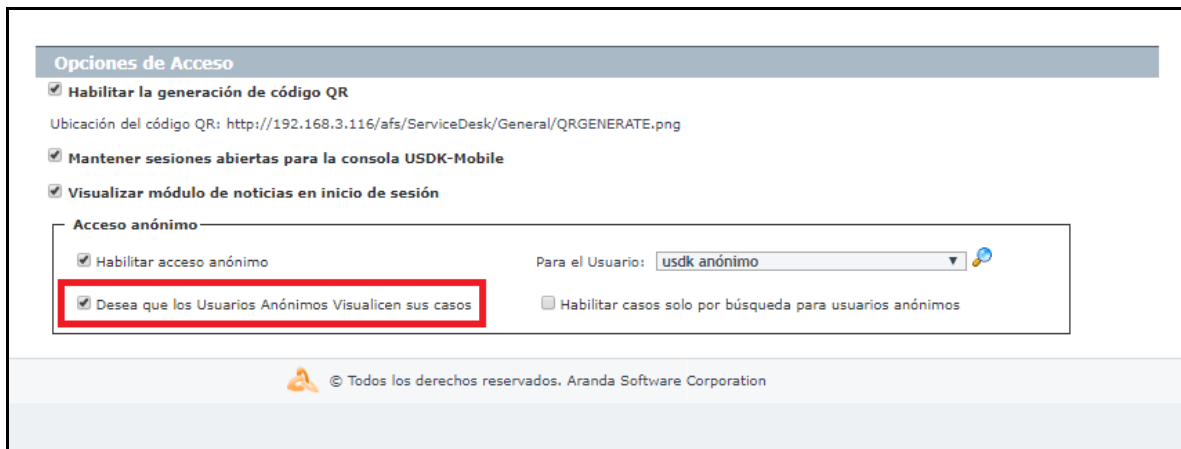 Opciones de Acceso
Habilitar la generación de código QR
Ubicación del código QR: http://192.168.3.116/afs/ServiceDesk/General/QRGENERATE.png
Mantener sesiones abiertas para la consola USDK-Mobile
Visualizar módulo de noticias en inicio de sesión
Acceso anónimo
Habilitar acceso anónimo Para el Usuario: usdk anónimo
Desea que los Usuarios Anónimos Visualicen sus casos Habilitar casos solo por búsqueda para usuarios anónimos
© Todos los derechos reservados. Aranda Software Corporation